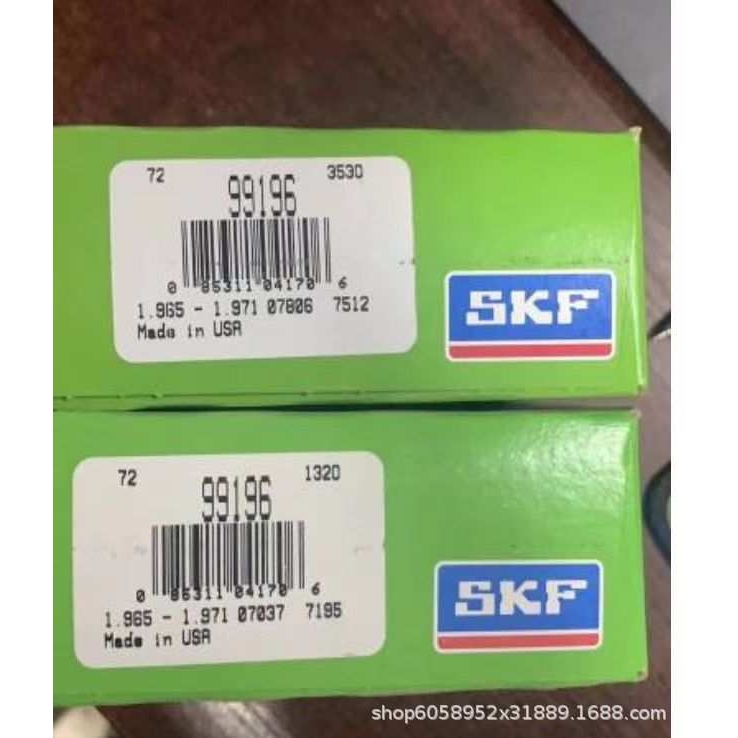 72 3530
99196
0 85311 04170 6
1.965 - 1.971 07806 7512
Made in USA
SKF
72 1320
99196
0 85311 04170 6
1.965 - 1.971 07037 7195
Made in USA
SKF
shop6058952x31889.1688.com